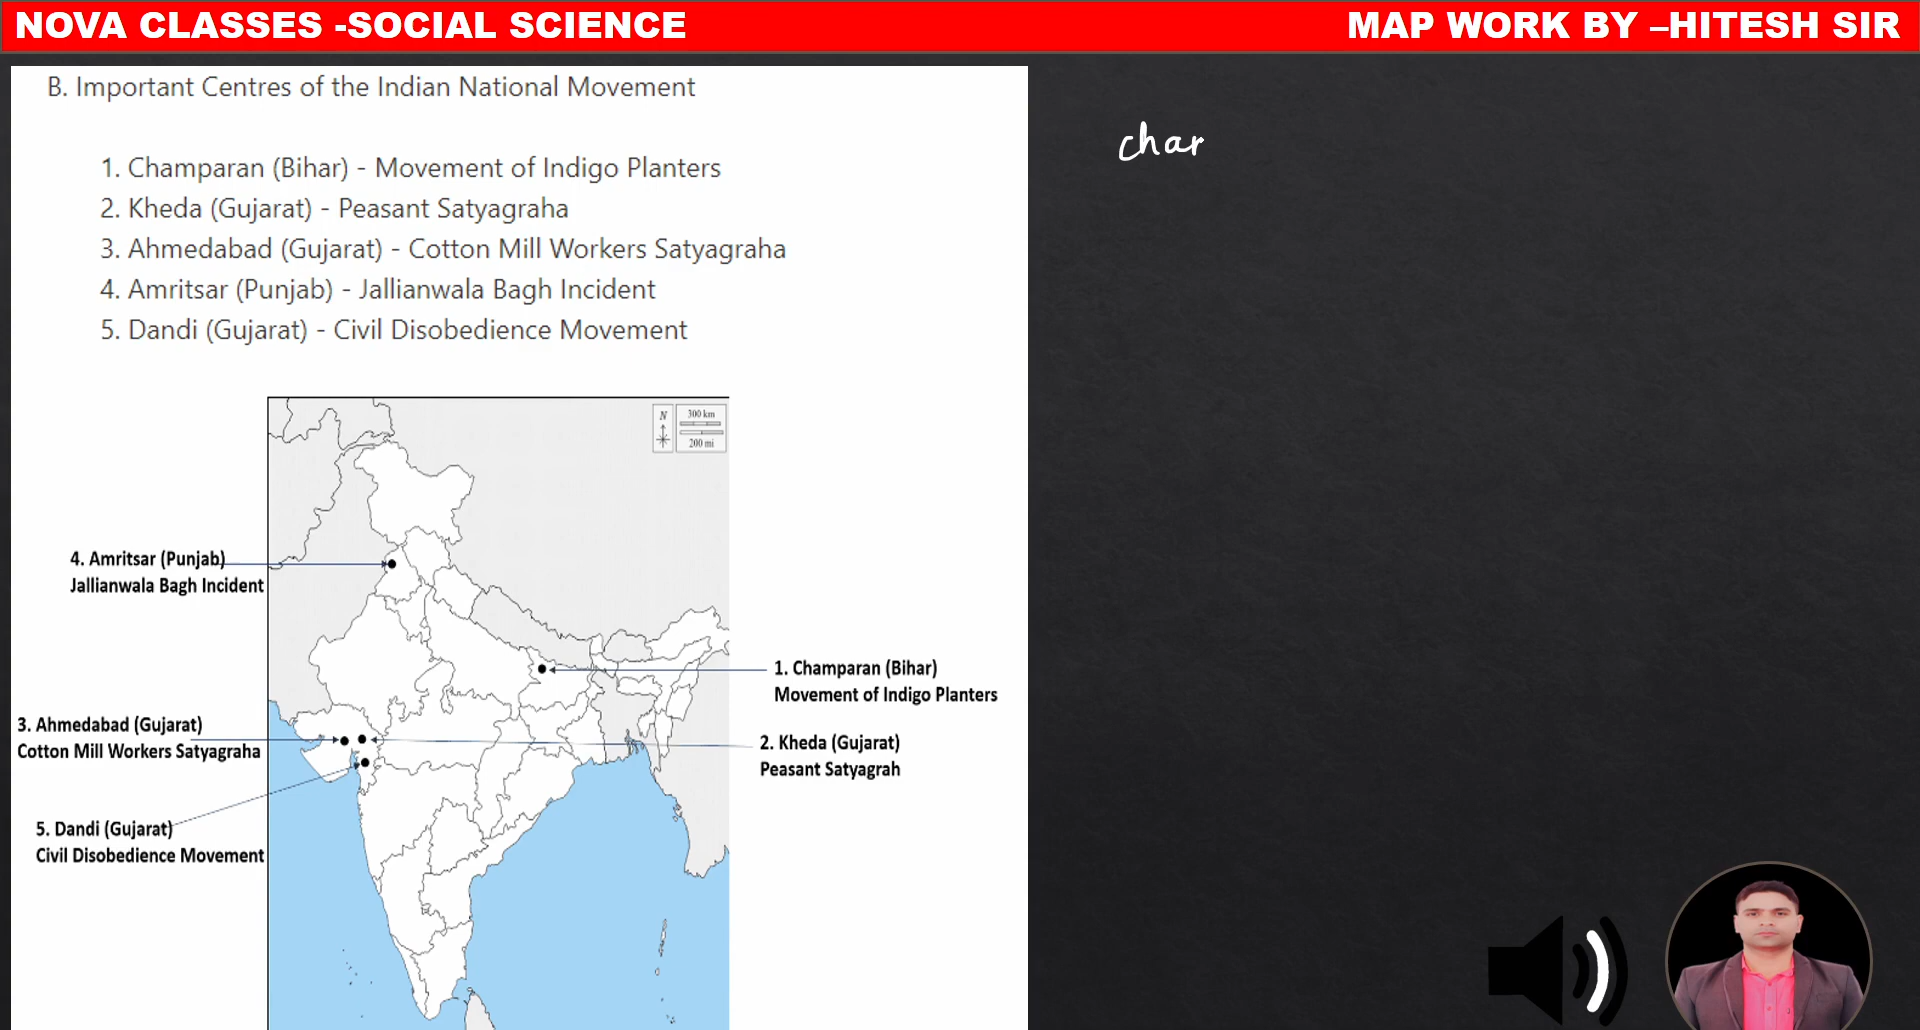 NOVA CLASSES -SOCIAL SCIENCE
MAP WORK BY –HITESH SIR
B. Important Centres of the Indian National Movement
1. Champaran (Bihar) - Movement of Indigo Planters
2. Kheda (Gujarat) - Peasant Satyagraha
3. Ahmedabad (Gujarat) - Cotton Mill Workers Satyagraha
4. Amritsar (Punjab) - Jallianwala Bagh Incident
5. Dandi (Gujarat) - Civil Disobedience Movement
char
N
300 km
200 mi
4. Amritsar (Punjab)
Jallianwala Bagh Incident
1. Champaran (Bihar)
Movement of Indigo Planters
3. Ahmedabad (Gujarat)
Cotton Mill Workers Satyagraha
2. Kheda (Gujarat)
Peasant Satyagrah
5. Dandi (Gujarat)
Civil Disobedience Movement